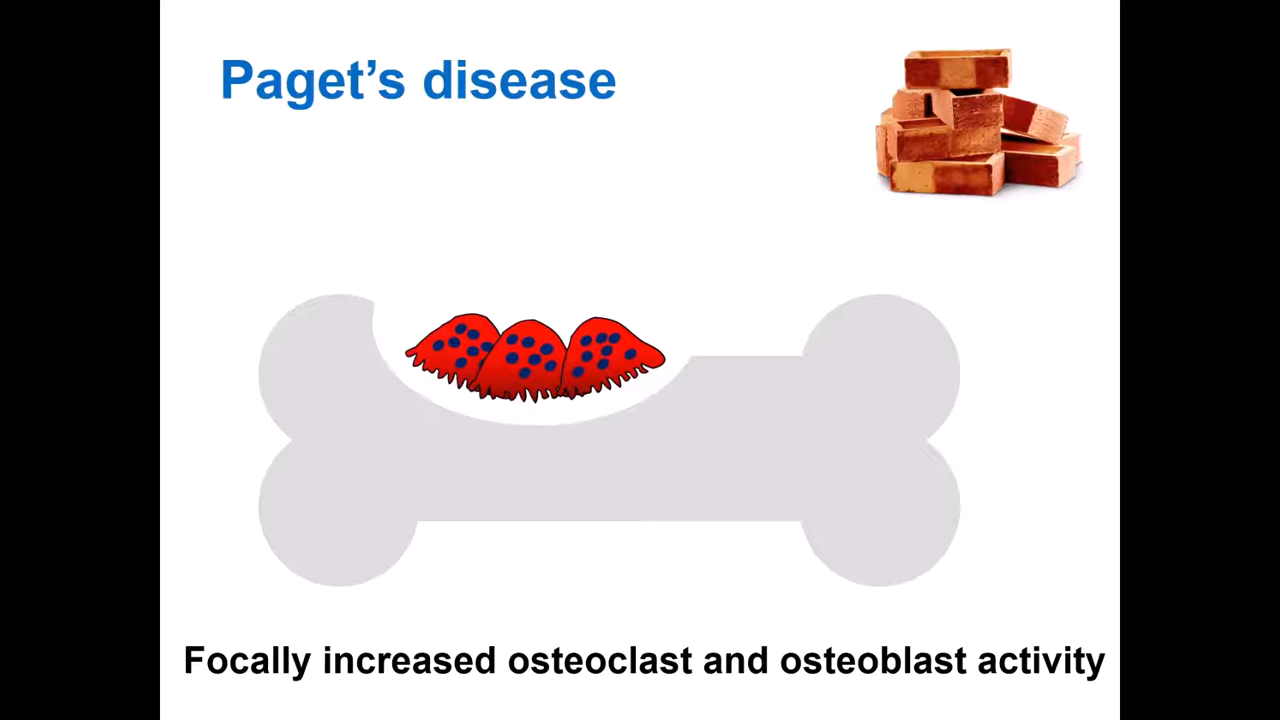 Paget’s disease
Focally increased osteoclast and osteoblast activity